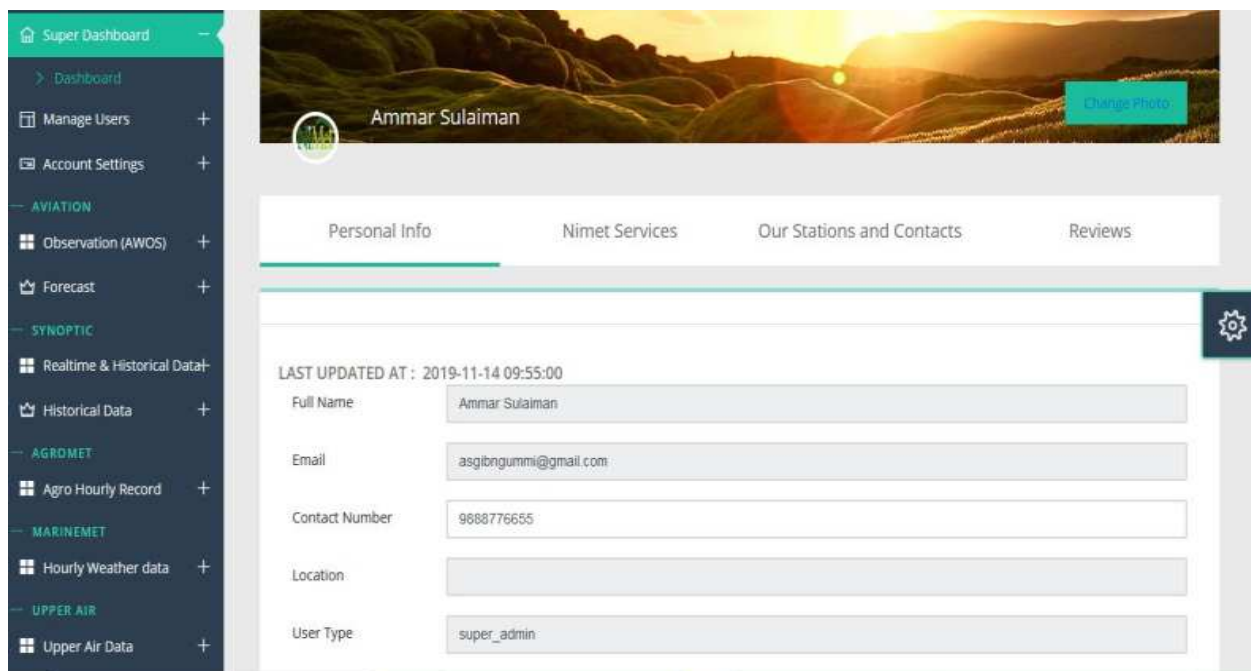 Super Dashboard
> Dashboard
Manage Users
Account Settings
AVIATION
Observation (AWOS)
Forecast
SYNOPTIC
Realtime & Historical Data
Historical Data
AGROMET
Agro Hourly Record
MARINEMET
Hourly Weather data
UPPER AIR
Upper Air Data
Ammar Sulaiman
Change Photo
Personal Info
Nimet Services
Our Stations and Contacts
Reviews
LAST UPDATED AT : 2019-11-14 09:55:00
Full Name Ammar Sulaiman
Email asgibngummi@gmail.com
Contact Number 9888776655
Location
User Type super_admin